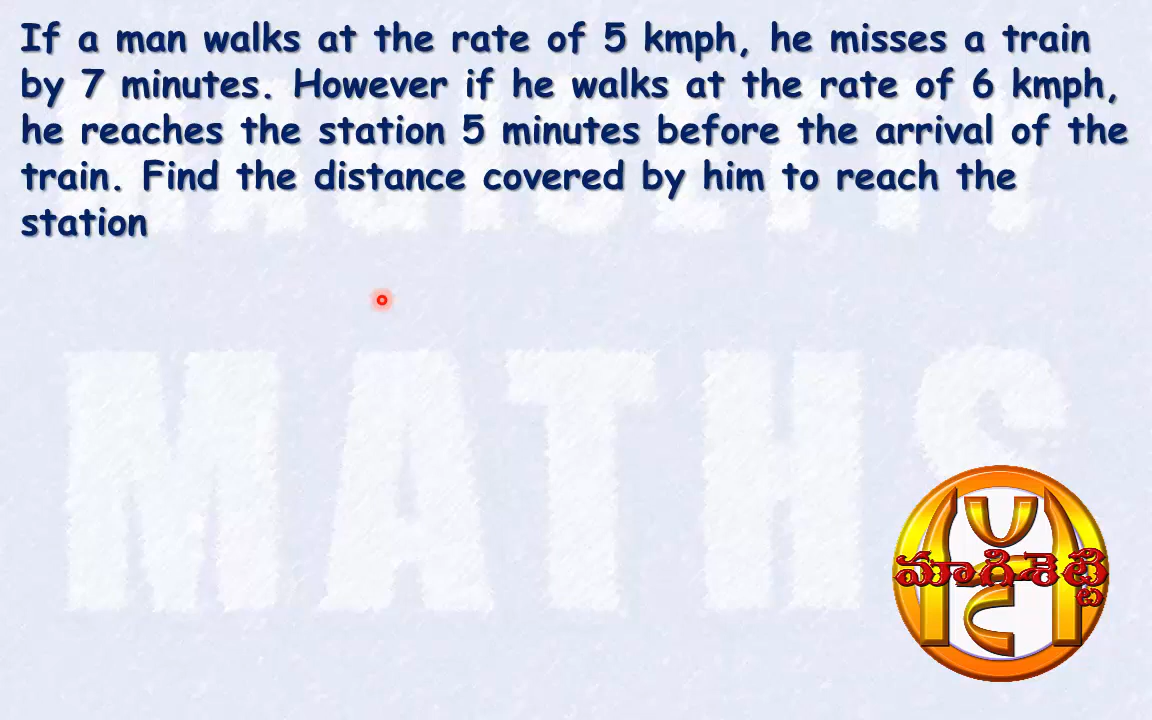 If a man walks at the rate of 5 kmph, he misses a train
by 7 minutes. However if he walks at the rate of 6 kmph,
he reaches the station 5 minutes before the arrival of the
train. Find the distance covered by him to reach the
station
MATHS
మాగిశెట్టి